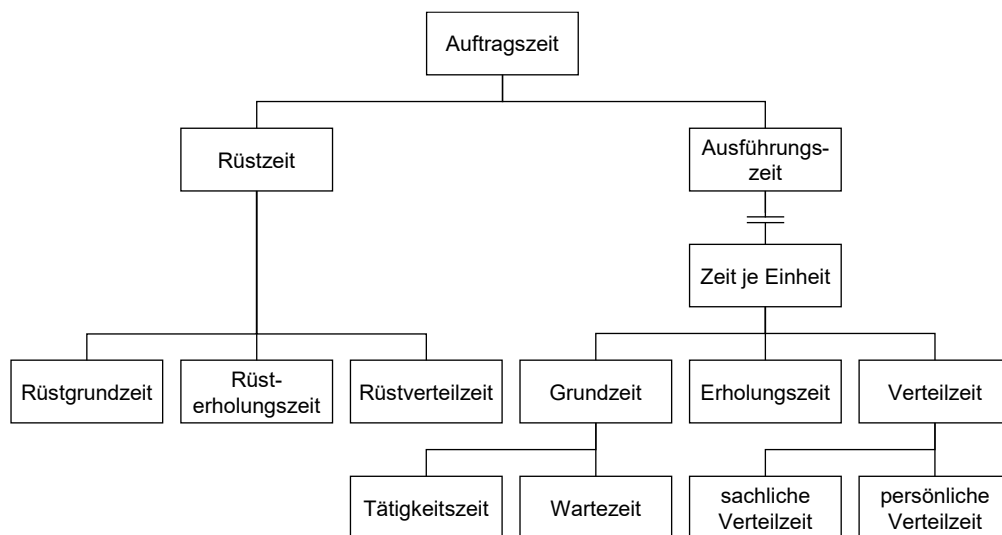 Auftragszeit
Rüstzeit
Ausführungs-
zeit
Zeit je Einheit
Rüstgrundzeit
Rüst-
erholungszeit
Rüstverteilzeit
Grundzeit
Erholungszeit
Verteilzeit
Tätigkeitszeit
Wartezeit
sachliche
Verteilzeit
persönliche
Verteilzeit